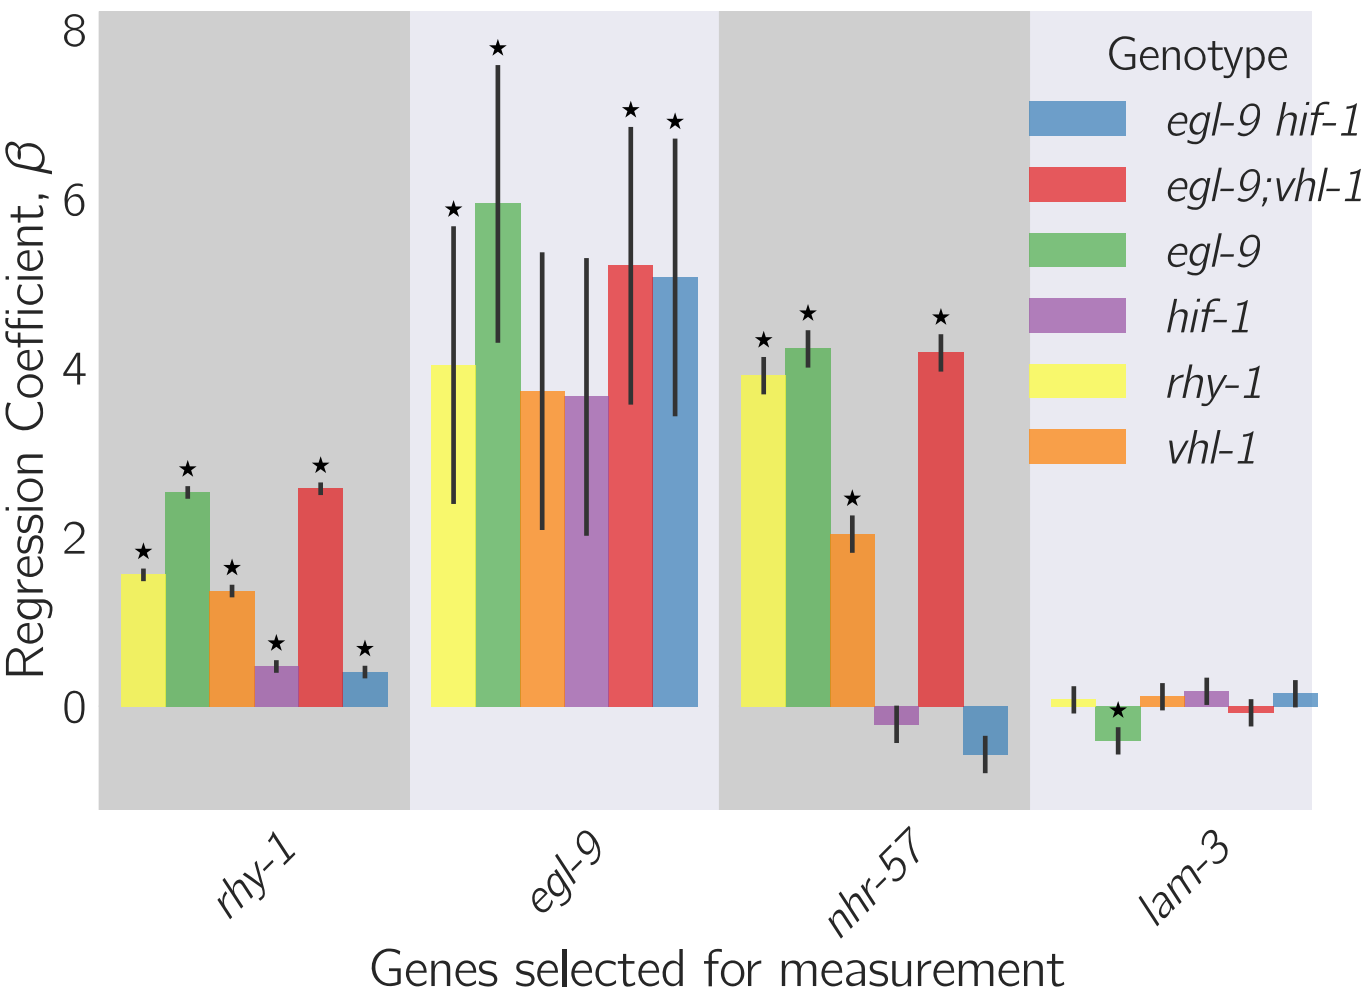 8
6
4
2
0
Regression Coefficient, β
Genotype
egl-9 hif-1
egl-9;vhl-1
egl-9
hif-1
rhy-1
vhl-1
rhy-1
egl-9
nhr-57
lam-3
Genes selected for measurement